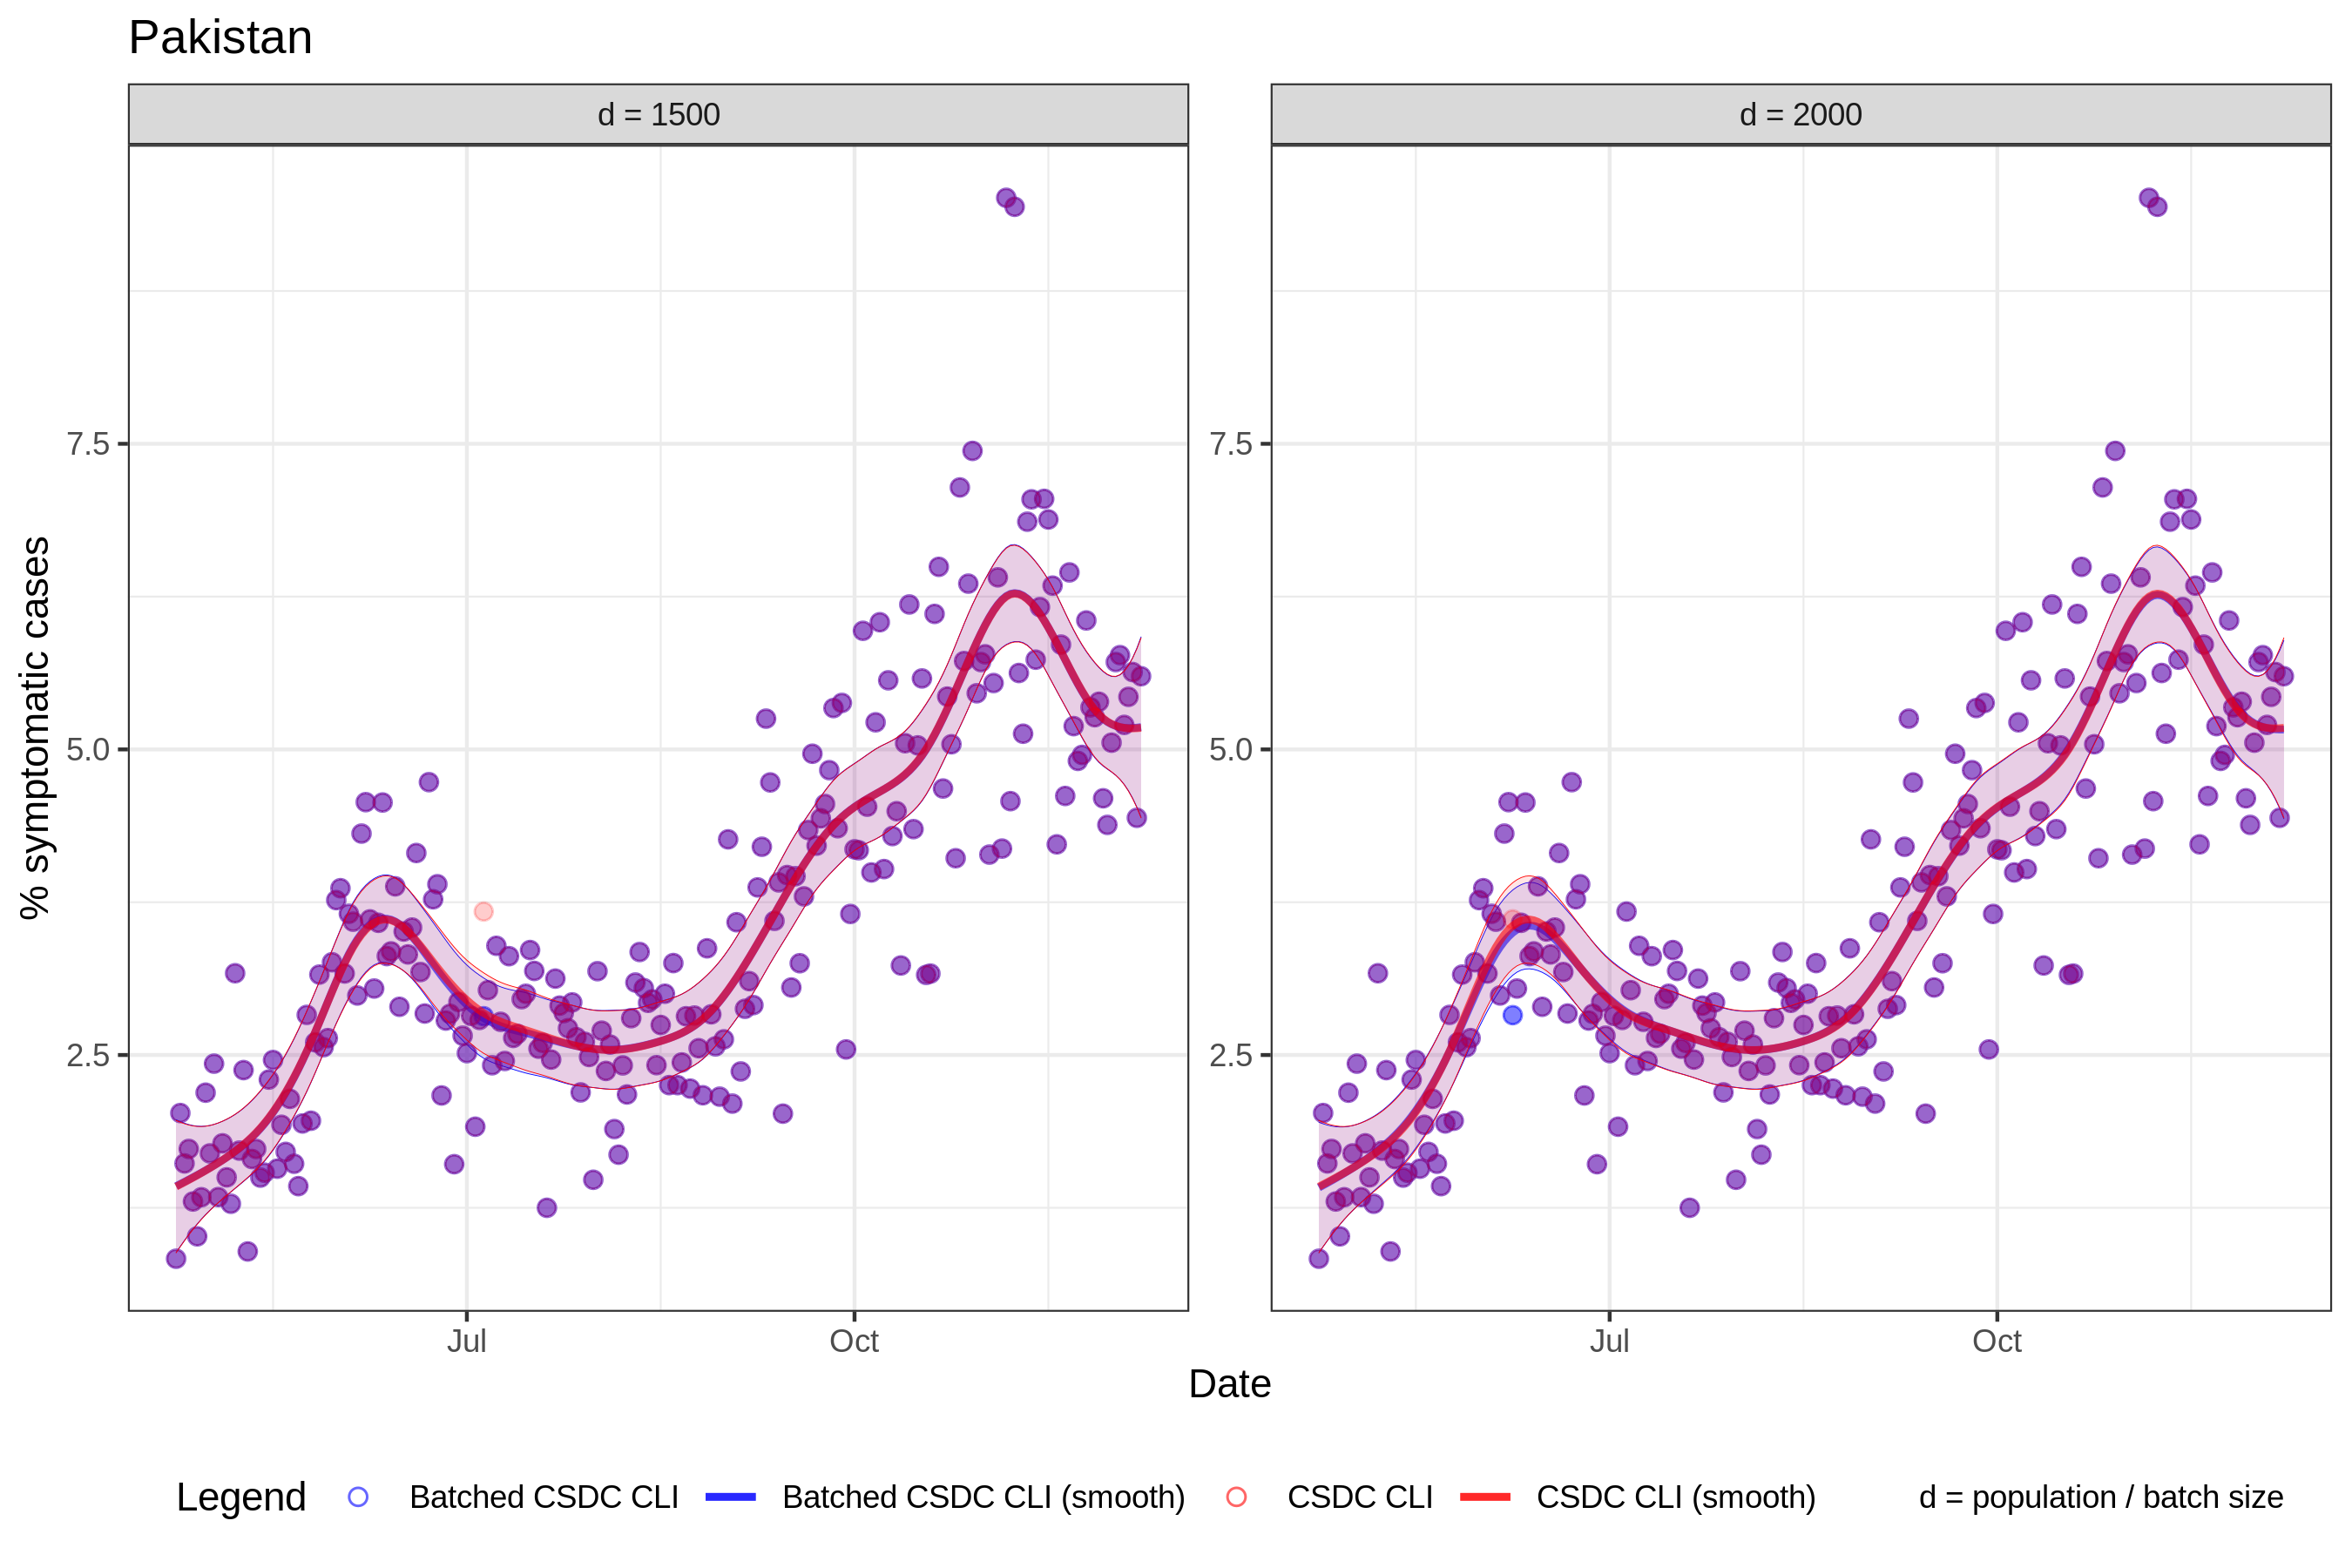 Pakistan
d = 1500
d = 2000
% symptomatic cases
7.5
5.0
2.5
7.5
5.0
2.5
Jul
Oct
Jul
Oct
Date
Legend
Batched CSDC CLI
Batched CSDC CLI (smooth)
CSDC CLI
CSDC CLI (smooth)
d = population / batch size